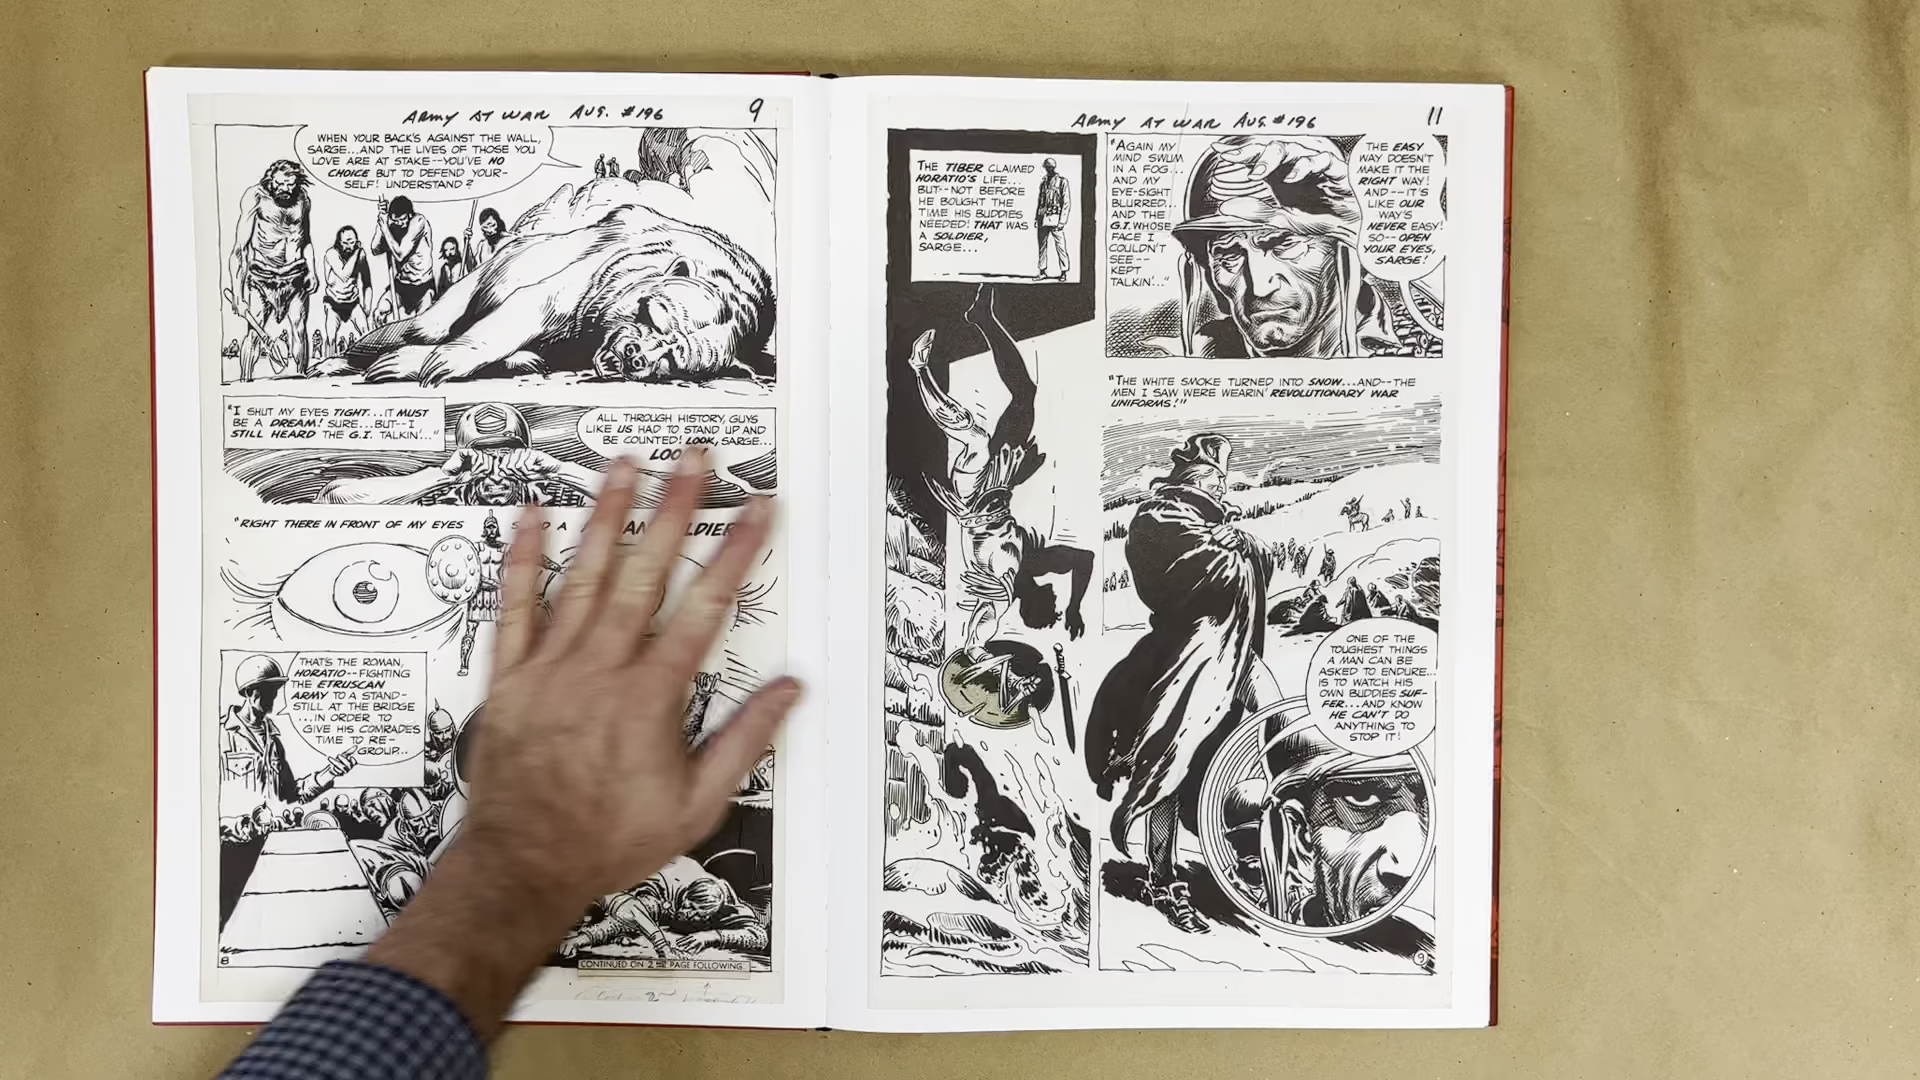 ARMY AT WAR AUG. #196 9
WHEN YOUR BACK'S AGAINST THE WALL,
SARGE...AND THE LIVES OF THOSE YOU
LOVE ARE AT STAKE--YOU'VE NO
CHOICE BUT TO DEFEND YOUR-
SELF! UNDERSTAND?
"I SHUT MY EYES TIGHT...IT MUST
BE A DREAM! SURE...BUT--I
STILL HEARD THE G.I. TALKIN'..."
ALL THROUGH HISTORY, GUYS
LIKE US HAD TO STAND UP AND
BE COUNTED! LOOK, SARGE...
"RIGHT THERE IN FRONT OF MY EYES
THAT'S THE ROMAN,
HORATIO--FIGHTING
THE ETRUSCAN
ARMY TO A STAND-
STILL AT THE BRIDGE
...IN ORDER TO
GIVE HIS COMRADES
TIME TO RE-
GROUP...
8
CONTINUED ON 2ND PAGE FOLLOWING
ARMY AT WAR AUG. #196 11
THE TIBER CLAIMED
HORATIO'S LIFE...
BUT--NOT BEFORE
HE BOUGHT THE
TIME HIS BUDDIES
NEEDED! THAT WAS
A SOLDIER,
SARGE...
"AGAIN MY
MIND SWUM
IN A FOG...
AND MY
EYE-SIGHT
BLURRED...
AND THE
G.I. WHOSE
FACE I
COULDN'T
SEE--
KEPT
TALKIN'..."
THE EASY
WAY DOESN'T
MAKE IT THE
RIGHT WAY!
AND--IT'S
LIKE OUR
WAY'S
NEVER EASY!
SO--OPEN
YOUR EYES,
SARGE!
"THE WHITE SMOKE TURNED INTO SNOW...AND--THE
MEN I SAW WERE WEARIN' REVOLUTIONARY WAR
UNIFORMS!"
ONE OF THE
TOUGHEST THINGS
A MAN CAN BE
ASKED TO ENDURE...
IS TO WATCH HIS
OWN BUDDIES SUF-
FER...AND KNOW
HE CAN'T DO
ANYTHING TO
STOP IT!
9